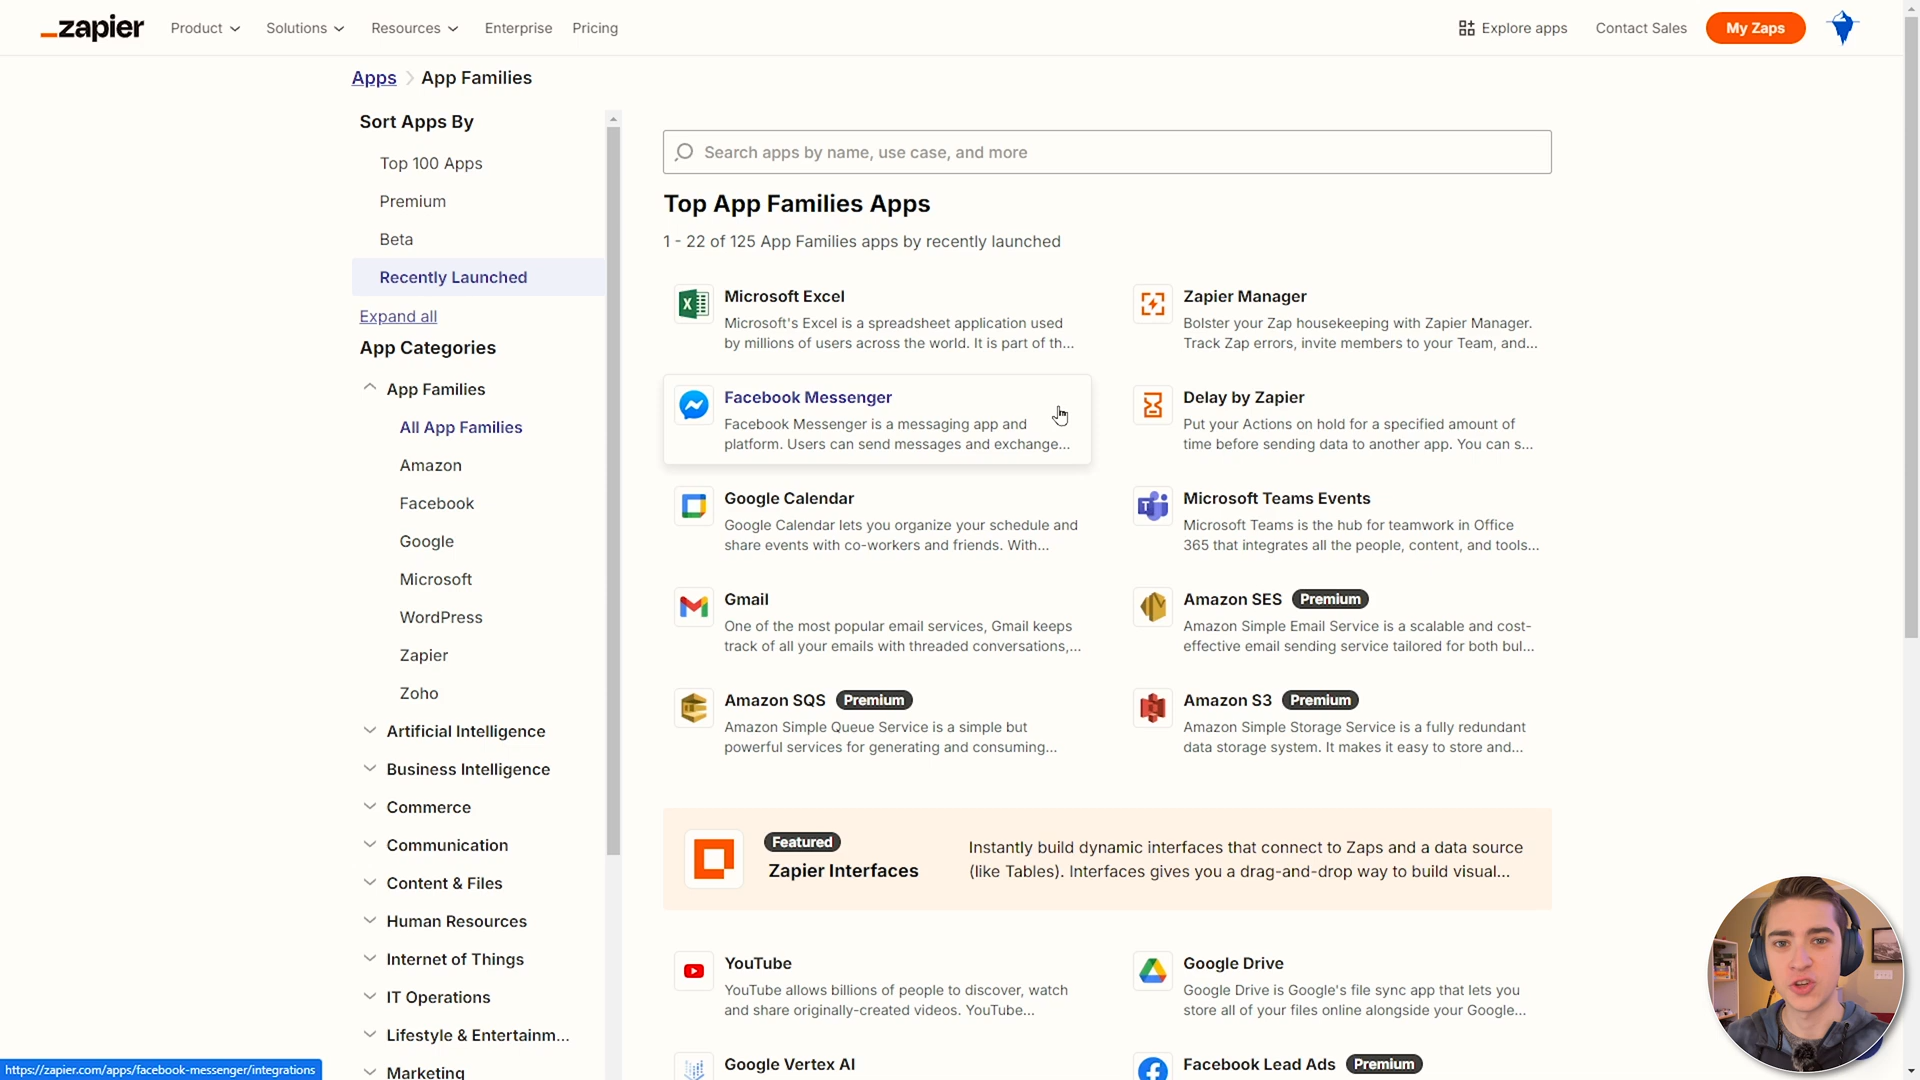 zapier
Product
Solutions
Resources
Enterprise
Pricing
Explore apps
Contact Sales
My Zaps
Apps
App Families
Sort Apps By
Top 100 Apps
Premium
Beta
Recently Launched
Expand all
App Categories
App Families
All App Families
Amazon
Facebook
Google
Microsoft
WordPress
Zapier
Zoho
Artificial Intelligence
Business Intelligence
Commerce
Communication
Content & Files
Human Resources
Internet of Things
IT Operations
Lifestyle & Entertainm...
Marketing
Search apps by name, use case, and more
Top App Families Apps
1 - 22 of 125 App Families apps by recently launched
Microsoft Excel
Microsoft's Excel is a spreadsheet application used
by millions of users across the world. It is part of th...
Zapier Manager
Bolster your Zap housekeeping with Zapier Manager.
Track Zap errors, invite members to your Team, and...
Facebook Messenger
Facebook Messenger is a messaging app and
platform. Users can send messages and exchange...
Delay by Zapier
Put your Actions on hold for a specified amount of
time before sending data to another app. You can s...
Google Calendar
Google Calendar lets you organize your schedule and
share events with co-workers and friends. With...
Microsoft Teams Events
Microsoft Teams is the hub for teamwork in Office
365 that integrates all the people, content, and tools...
Gmail
One of the most popular email services, Gmail keeps
track of all your emails with threaded conversations,...
Amazon SES Premium
Amazon Simple Email Service is a scalable and cost-
effective email sending service tailored for both bul...
Amazon SQS Premium
Amazon Simple Queue Service is a simple but
powerful services for generating and consuming...
Amazon S3 Premium
Amazon Simple Storage Service is a fully redundant
data storage system. It makes it easy to store and...
Featured
Zapier Interfaces
Instantly build dynamic interfaces that connect to Zaps and a data source
(like Tables). Interfaces gives you a drag-and-drop way to build visual...
YouTube
YouTube allows billions of people to discover, watch
and share originally-created videos. YouTube...
Google Drive
Google Drive is Google's file sync app that lets you
store all of your files online alongside your Google...
Google Vertex AI
Facebook Lead Ads Premium
https://zapier.com/apps/facebook-messenger/integrations